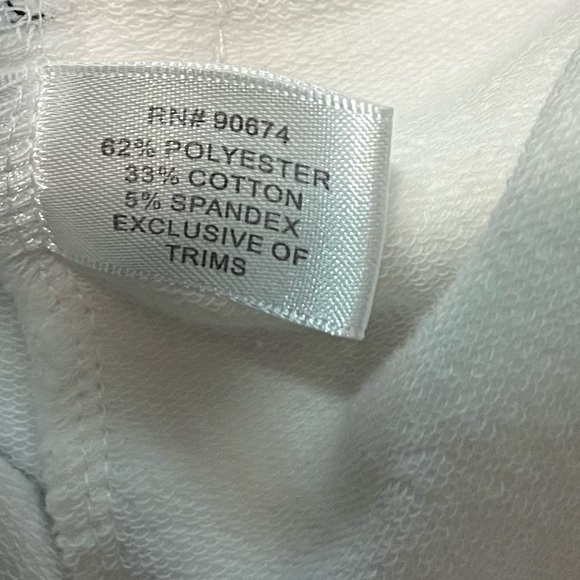 RN# 90674
62% POLYESTER
33% COTTON
5% SPANDEX
EXCLUSIVE OF
TRIMS